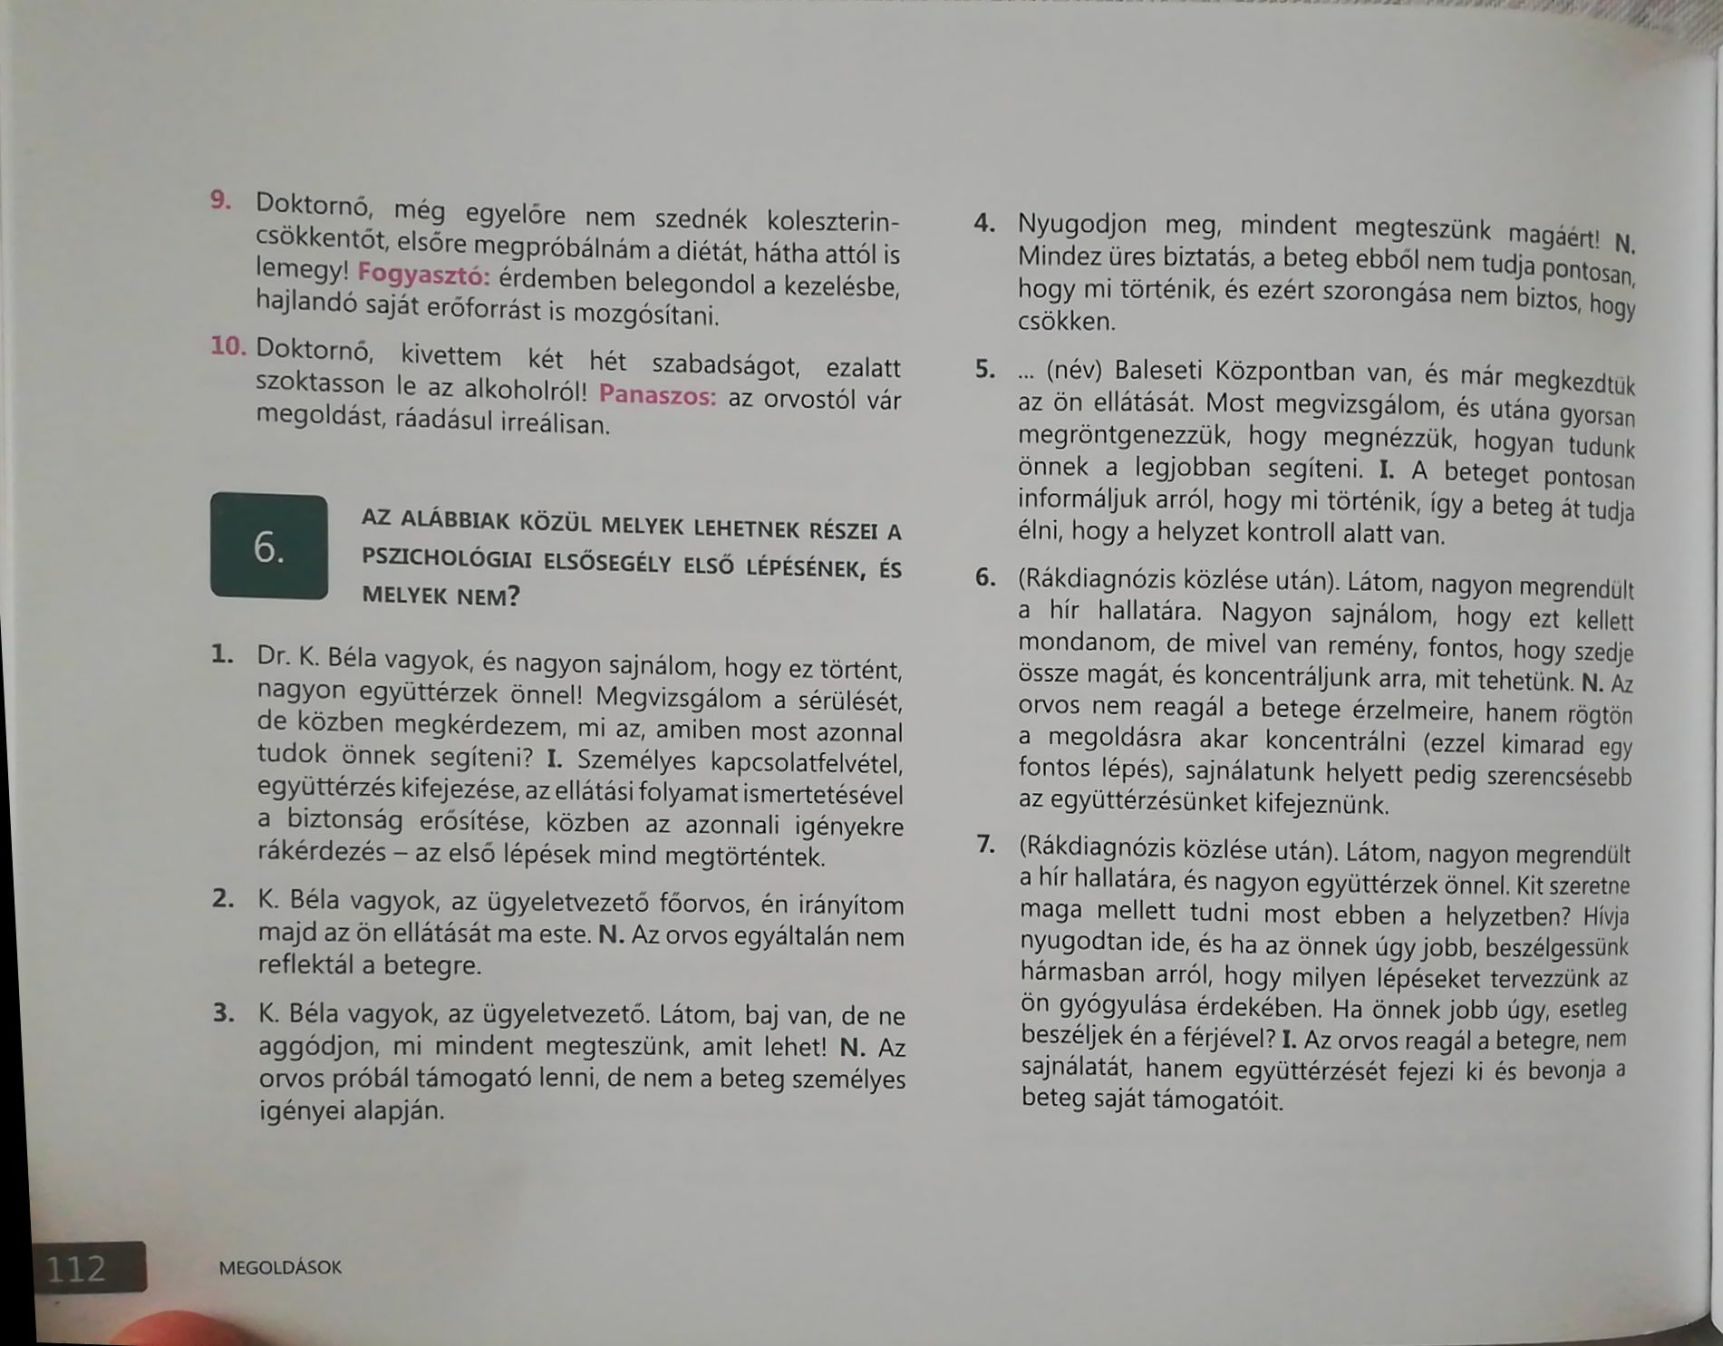 9. Doktornő, még egyelőre nem szednék koleszterin-
csökkentőt, elsőre megpróbálnám a diétát, hátha attól is
lemegy! Fogyasztó: érdemben belegondol a kezelésbe,
hajlandó saját erőforrást is mozgósítani.
10. Doktornő, kivettem két hét szabadságot, ezalatt
szoktasson le az alkoholról! Panaszos: az orvostól vár
megoldást, ráadásul irreálisan.
6.
AZ ALÁBBIAK KÖZÜL MELYEK LEHETNEK RÉSZEI A
PSZICHOLÓGIAI ELSŐSEGÉLY ELSŐ LÉPÉSÉNEK, ÉS
MELYEK NEM?
1. Dr. K. Béla vagyok, és nagyon sajnálom, hogy ez történt,
nagyon együttérzek önnel! Megvizsgálom a sérülését,
de közben megkérdezem, mi az, amiben most azonnal
tudok önnek segíteni? I. Személyes kapcsolatfelvétel,
együttérzés kifejezése, az ellátási folyamat ismertetésével
a biztonság erősítése, közben az azonnali igényekre
rákérdezés – az első lépések mind megtörténtek.
2. K. Béla vagyok, az ügyeletvezető főorvos, én irányítom
majd az ön ellátását ma este. N. Az orvos egyáltalán nem
reflektál a betegre.
3. K. Béla vagyok, az ügyeletvezető. Látom, baj van, de ne
aggódjon, mi mindent megteszünk, amit lehet! N. Az
orvos próbál támogató lenni, de nem a beteg személyes
igényei alapján.
4. Nyugodjon meg, mindent megteszünk magáért! N.
Mindez üres biztatás, a beteg ebből nem tudja pontosan,
hogy mi történik, és ezért szorongása nem biztos, hogy
csökken.
5. ... (név) Baleseti Központban van, és már megkezdtük
az ön ellátását. Most megvizsgálom, és utána gyorsan
megröntgenezzük, hogy megnézzük, hogyan tudunk
önnek a legjobban segíteni. I. A beteget pontosan
informáljuk arról, hogy mi történik, így a beteg át tudja
élni, hogy a helyzet kontroll alatt van.
6. (Rákdiagnózis közlése után). Látom, nagyon megrendült
a hír hallatára. Nagyon sajnálom, hogy ezt kellett
mondanom, de mivel van remény, fontos, hogy szedje
össze magát, és koncentráljunk arra, mit tehetünk. N. Az
orvos nem reagál a betege érzelmeire, hanem rögtön
a megoldásra akar koncentrálni (ezzel kimarad egy
fontos lépés), sajnálatunk helyett pedig szerencsésebb
az együttérzésünket kifejeznünk.
7. (Rákdiagnózis közlése után). Látom, nagyon megrendült
a hír hallatára, és nagyon együttérzek önnel. Kit szeretne
maga mellett tudni most ebben a helyzetben? Hívja
nyugodtan ide, és ha az önnek úgy jobb, beszélgessünk
hármasban arról, hogy milyen lépéseket tervezzünk az
ön gyógyulása érdekében. Ha önnek jobb úgy, esetleg
beszéljek én a férjével? I. Az orvos reagál a betegre, nem
sajnálatát, hanem együttérzését fejezi ki és bevonja a
beteg saját támogatóit.
112
MEGOLDÁSOK